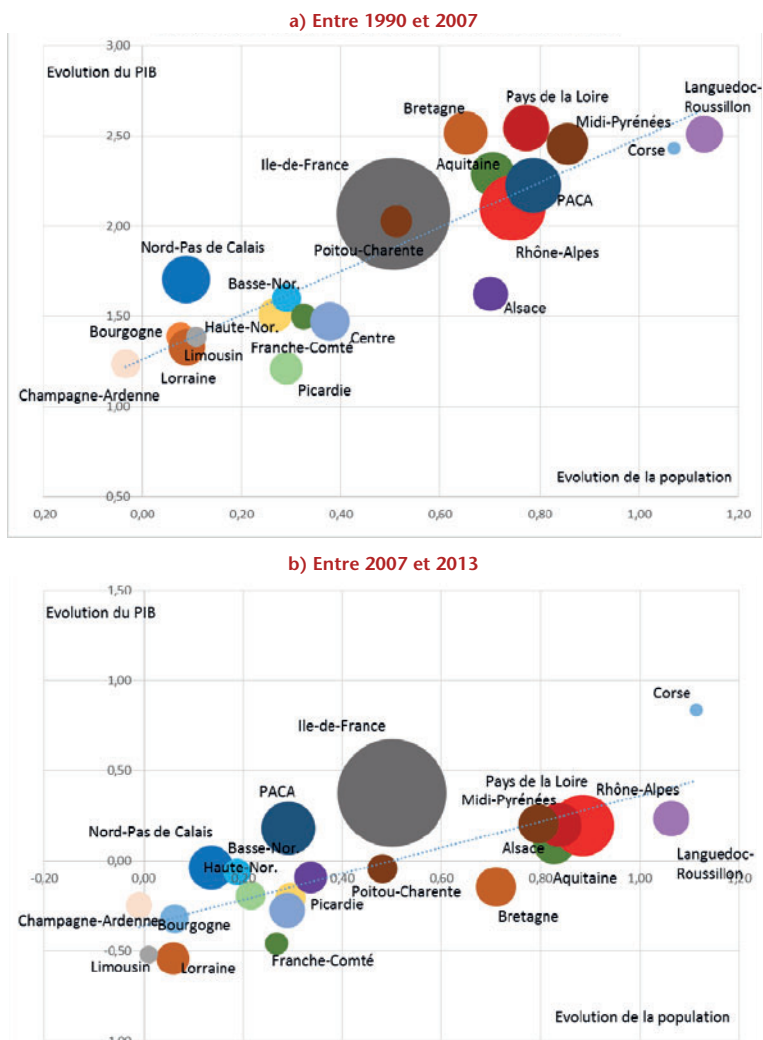 a) Entre 1990 et 2007
3,00
Evolution du PIB
Languedoc-
Roussillon
Pays de la Loire
Bretagne
Midi-Pyrénées
2,50
Corse
Ile-de-France
Aquitaine
PACA
2,00
Poitou-Charente
Nord-Pas de Calais
Rhône-Alpes
Basse-Nor.
1,50
Alsace
Bourgogne
Haute-Nor.
Centre
Franche-Comté
Limousin
Lorraine
Picardie
Champagne-Ardenne
1,00
Evolution de la population
0,50
0,20
0,00
0,20
0,40
0,60
0,80
1,00
1,20
b) Entre 2007 et 2013
1,50
Evolution du PIB
1,00
Corse
Ile-de-France
Pays de la Loire
Rhône-Alpes
PACA
Midi-Pyrénées
0,50
Nord-Pas de Calais
Basse-Nor.
Alsace
Haute-Nor.
0,00
Languedoc-
Roussillon
-0,20
0,00
0,20
0,40
0,60
0,80
1,00
1,20
Poitou-Charente
Aquitaine
Picardie
Champagne-Ardenne
Bourgogne
Bretagne
-0,50
Limousin
Lorraine
Franche-Comté
Evolution de la population
-1,00